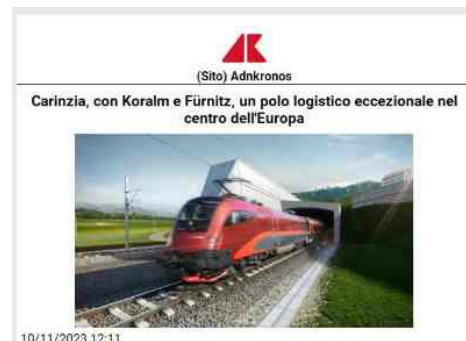 (Sito) Adnkronos
Carinzia, con Koralm e Fürnitz, un polo logistico eccezionale nel
centro dell'Europa
10/11/2023 12:11